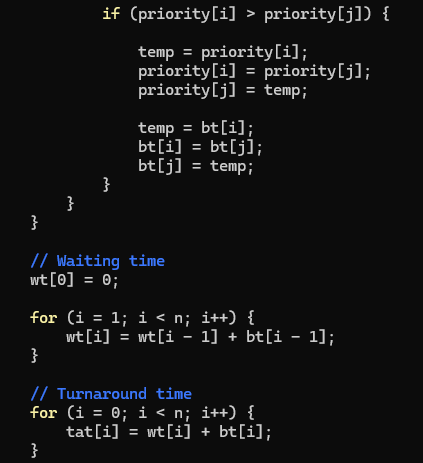 if (priority[i] > priority[j]) {
temp = priority[i];
priority[i] = priority[j];
priority[j] = temp;
temp = bt[i];
bt[i] = bt[j];
bt[j] = temp;
}
}
}
// Waiting time
wt[0] = 0;
for (i = 1; i < n; i++) {
wt[i] = wt[i - 1] + bt[i - 1];
}
// Turnaround time
for (i = 0; i < n; i++) {
tat[i] = wt[i] + bt[i];
}